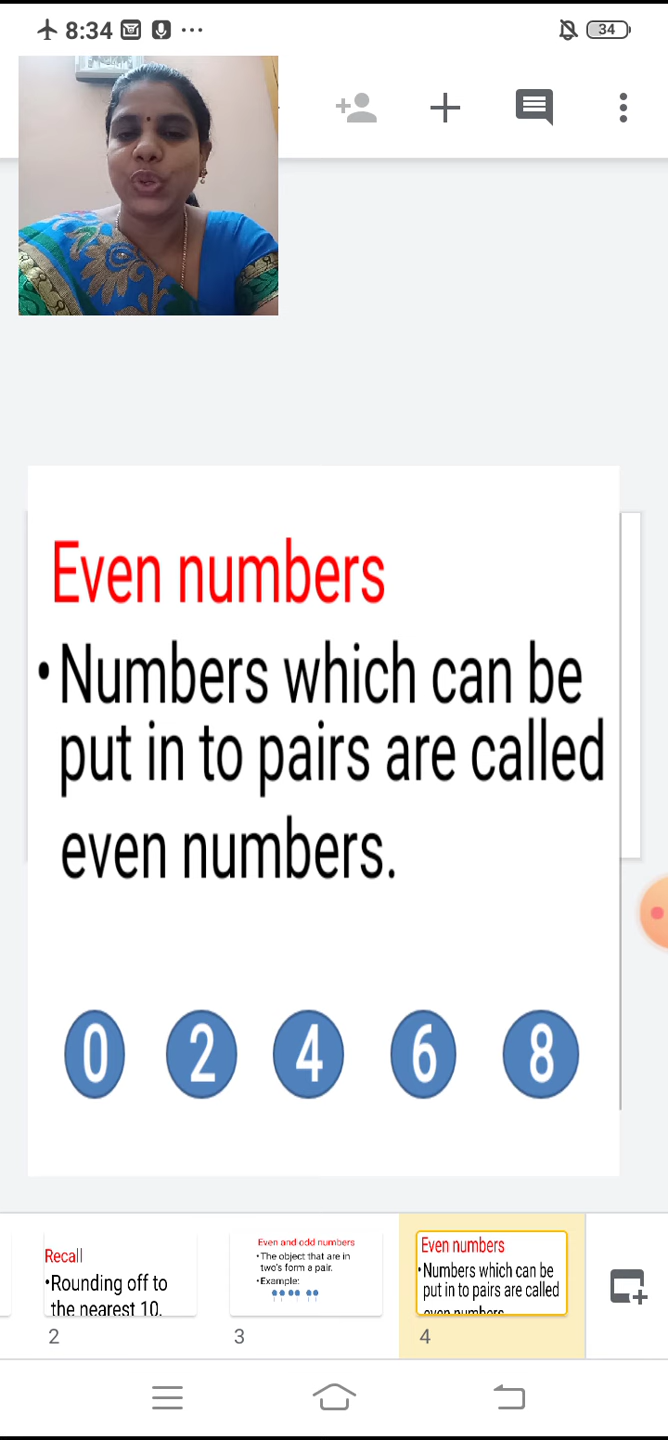 8:34
34
Even numbers
•Numbers which can be
put in to pairs are called
even numbers.
0 2 4 6 8
Recall
•Rounding off to
the nearest 10.
2
Even and odd numbers
•The object that are in
two's form a pair.
•Example:
3
Even numbers
•Numbers which can be
put in to pairs are called
even numbers
4